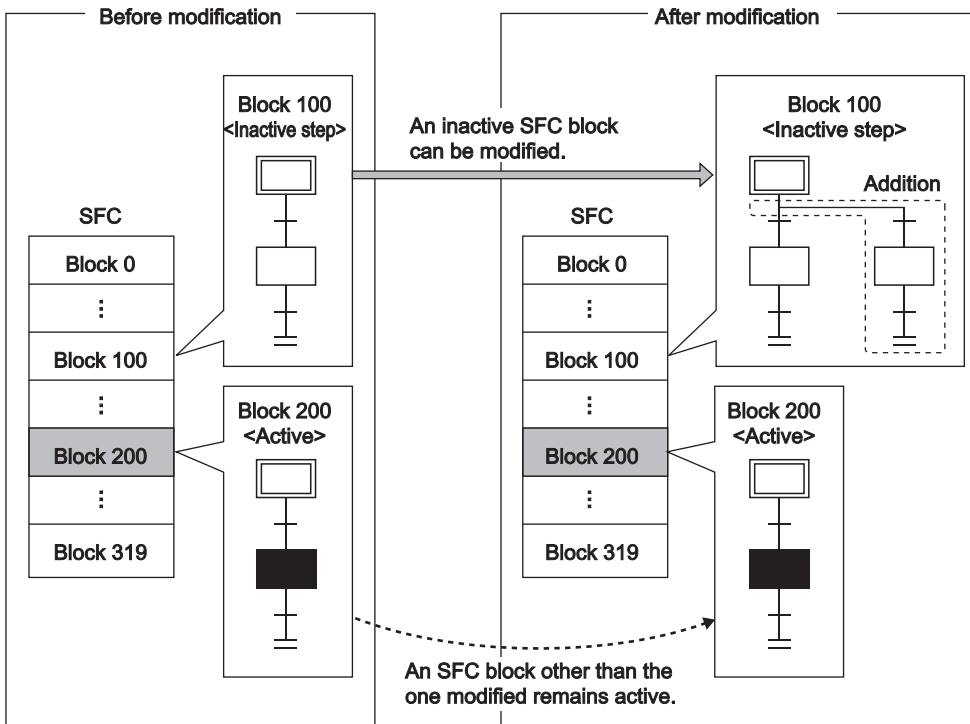 Before modification
Block 100
<Inactive step>
SFC
Block 0
⋮
Block 100
⋮
Block 200
⋮
Block 319
Block 200
<Active>
An inactive SFC block
can be modified.
After modification
Block 100
<Inactive step>
Addition
SFC
Block 0
⋮
Block 100
⋮
Block 200
⋮
Block 319
Block 200
<Active>
An SFC block other than the
one modified remains active.